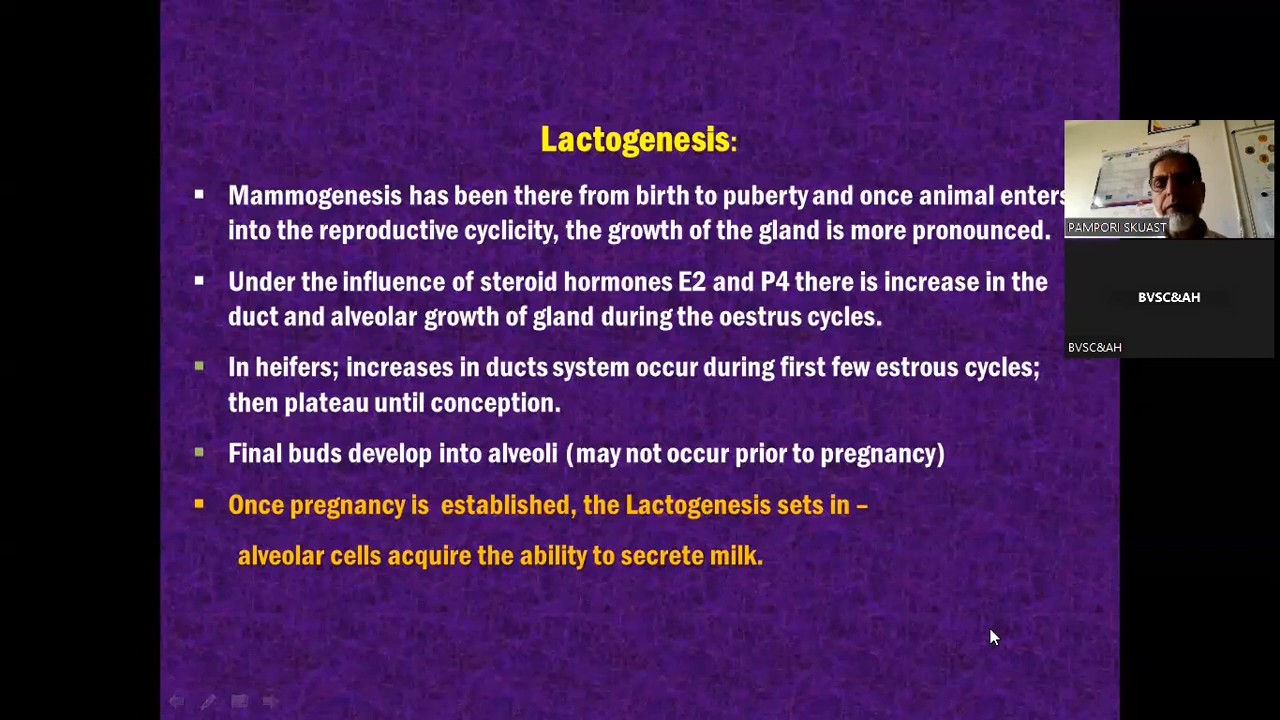 Lactogenesis:
▪ Mammogenesis has been there from birth to puberty and once animal enters
into the reproductive cyclicity, the growth of the gland is more pronounced.
▪ Under the influence of steroid hormones E2 and P4 there is increase in the
duct and alveolar growth of gland during the oestrus cycles.
▪ In heifers; increases in ducts system occur during first few estrous cycles;
then plateau until conception.
▪ Final buds develop into alveoli (may not occur prior to pregnancy)
▪ Once pregnancy is established, the Lactogenesis sets in –
alveolar cells acquire the ability to secrete milk.
PAMPORI SKUAST
BVSC&AH
BVSC&AH